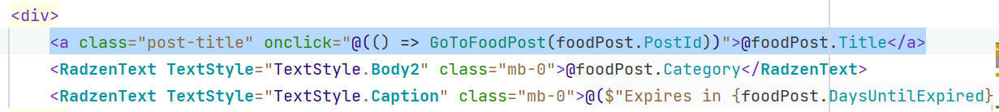 <div>
<a class="post-title" onclick="@(() => GoToFoodPost(foodPost.PostId))">@foodPost.Title</a>
<RadzenText TextStyle="TextStyle.Body2" class="mb-0">@foodPost.Category</RadzenText>
<RadzenText TextStyle="TextStyle.Caption" class="mb-0">@($"Expires in {foodPost.DaysUntilExpired}